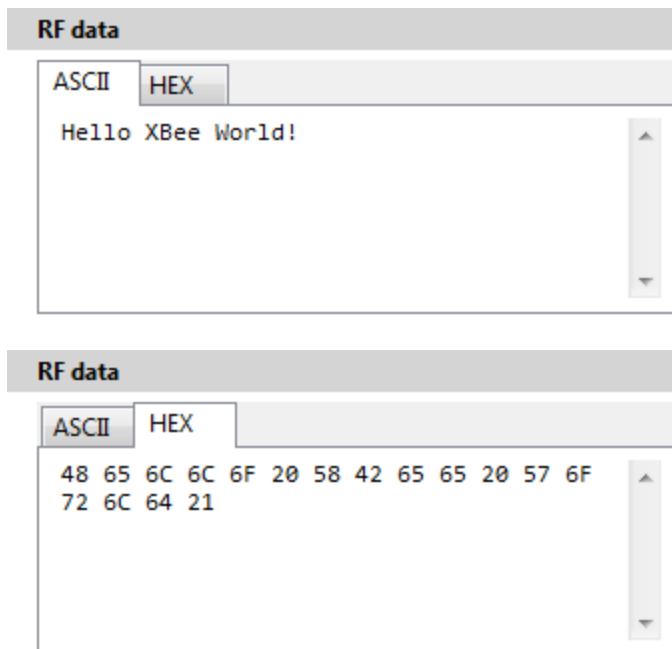 RF data
ASCII HEX
Hello XBee World!
RF data
ASCII HEX
48 65 6C 6C 6F 20 58 42 65 65 20 57 6F
72 6C 64 21